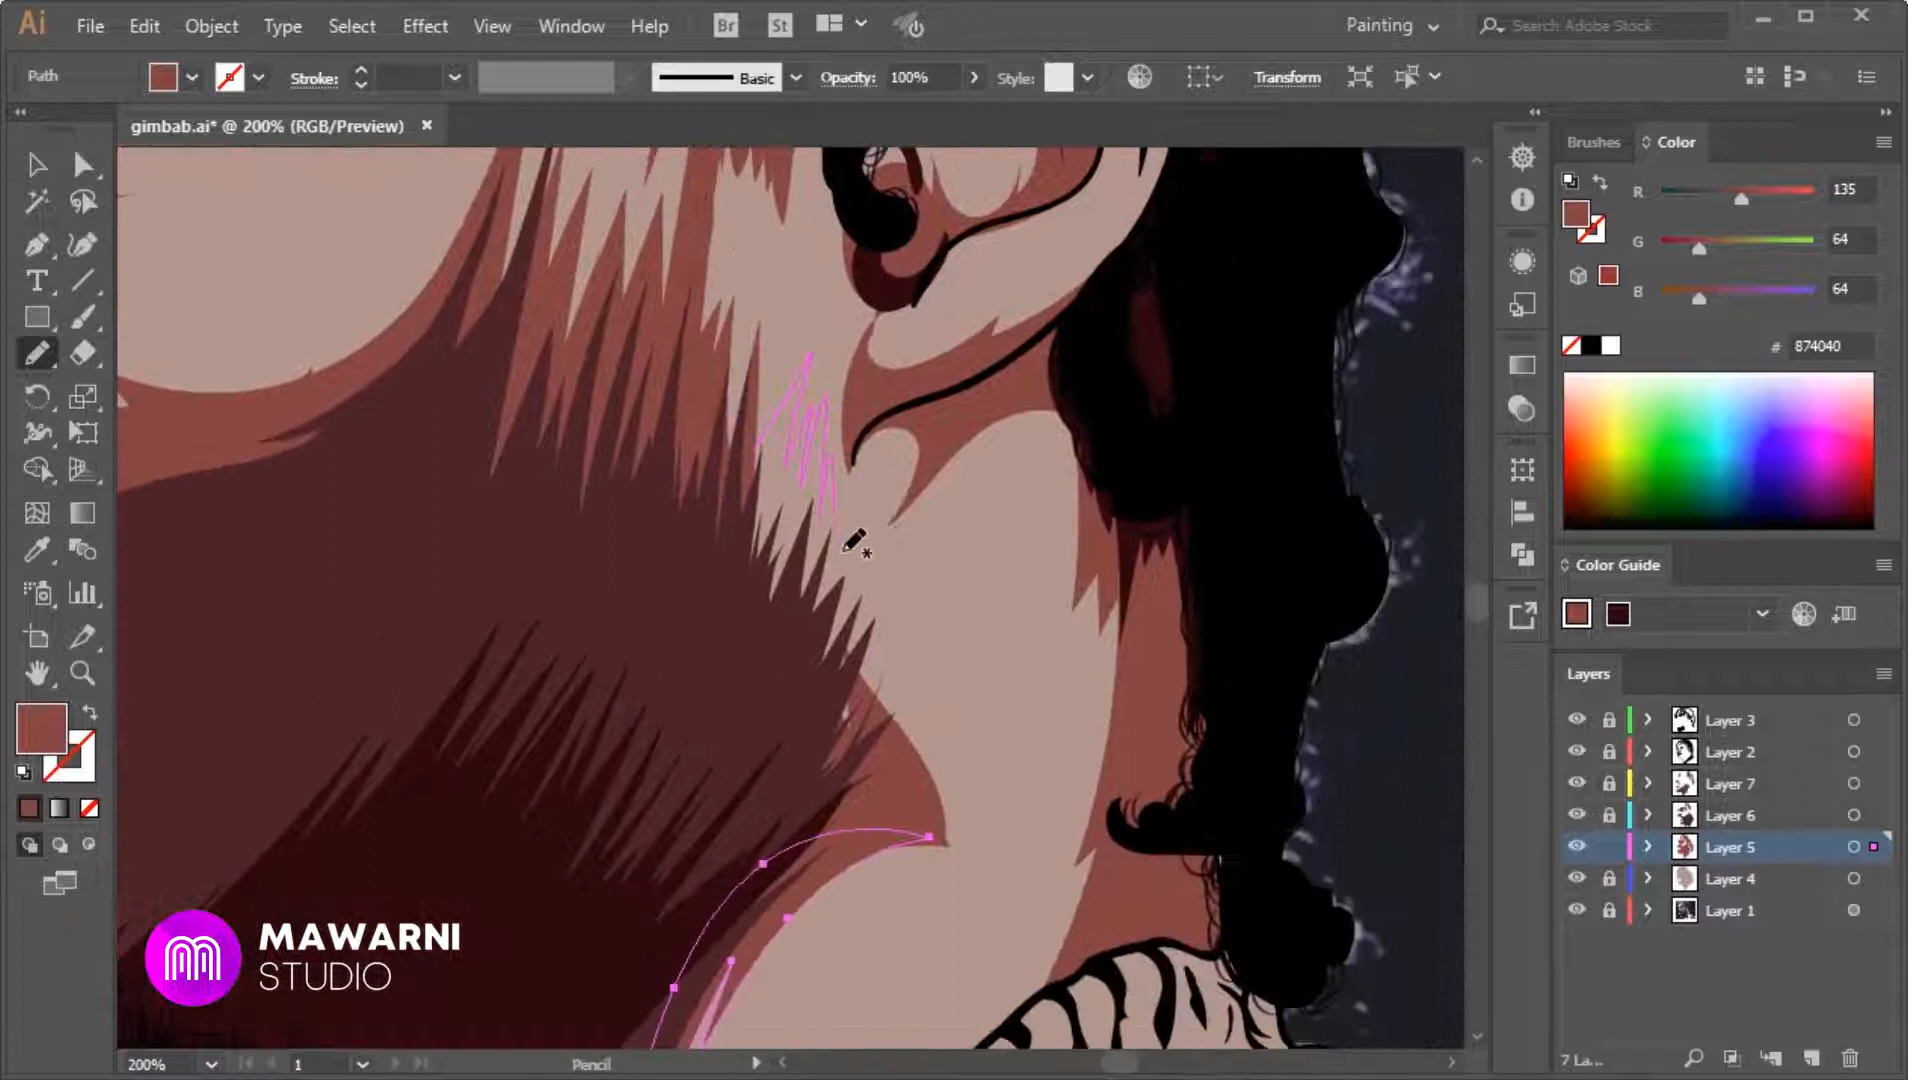 Ai File Edit Object Type Select Effect View Window Help Br St Painting Search Adobe Stock
Path Stroke: Basic Opacity: 100% Style: Transform
gimbab.ai* @ 200% (RGB/Preview)
Brushes Color
R 135
G 64
B 64
# 874040
Color Guide
Layers
Layer 3
Layer 2
Layer 7
Layer 6
Layer 5
Layer 4
Layer 1
MAWARNI
STUDIO
200% 1 Pencil 7 La...